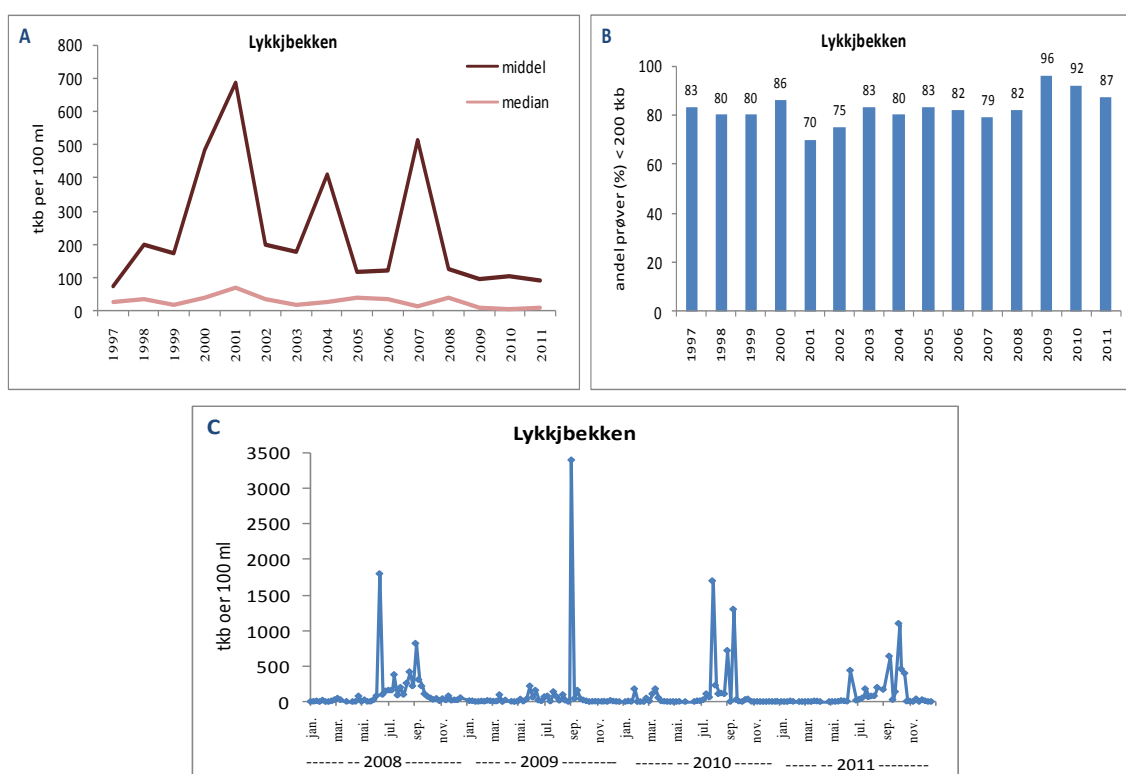 A
Lykkjbekken
800
700
600
500
400
300
200
100
0
tkb per 100 ml
middel
median
1997 1998 1999 2000 2001 2002 2003 2004 2005 2006 2007 2008 2009 2010 2011
B
Lykkjbekken
100
80
60
40
20
0
andel prøver (%) < 200 tkb
83 80 80 86 70 75 83 80 83 82 79 82 96 92 87
1997 1998 1999 2000 2001 2002 2003 2004 2005 2006 2007 2008 2009 2010 2011
C
Lykkjbekken
3500
3000
2500
2000
1500
1000
500
0
tkb oer 100 ml
jan. mar. mai. jul. sep. nov. jan. mar. mai. jul. sep. nov. jan. mar. mai. jul. sep. nov. jan. mar. mai. jul. sep. nov.
--------- 2008 -------- -- ----- 2009 -------- - --- -- -- 2010 -------- -- ----- 2011 --------